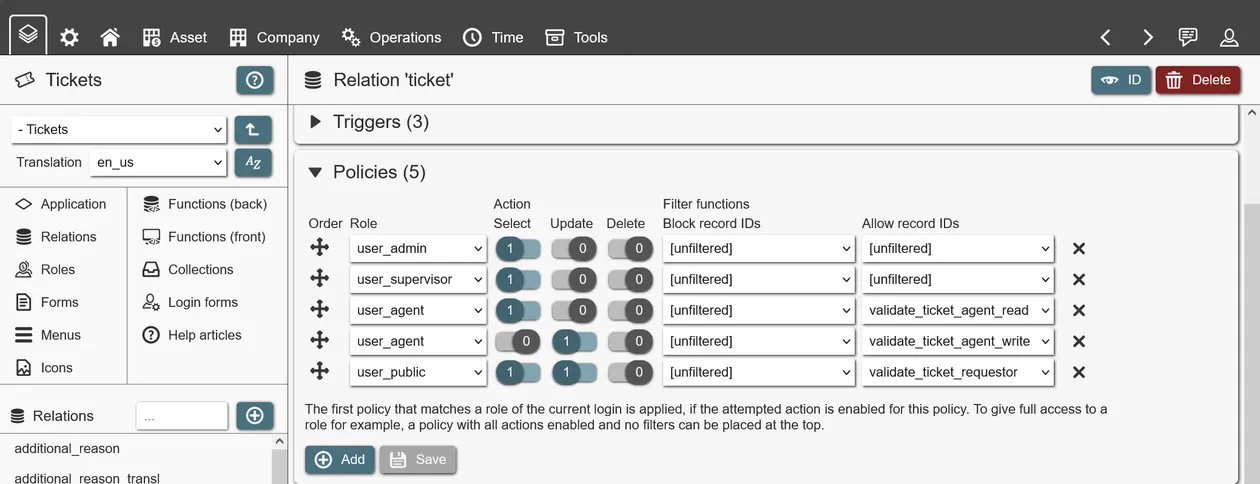 Asset Company Operations Time Tools
Tickets
Relation 'ticket'
ID Delete
- Tickets
Translation en_us
AZ
Application Functions (back)
Relations Functions (front)
Roles Collections
Forms Login forms
Menus Help articles
Icons
Relations ...
additional_reason
additional_reason_transl
Triggers (3)
Policies (5)
Action Filter functions
Order Role Select Update Delete Block record IDs Allow record IDs
user_admin 1 0 0 [unfiltered] [unfiltered]
user_supervisor 1 0 0 [unfiltered] [unfiltered]
user_agent 1 0 0 [unfiltered] validate_ticket_agent_read
user_agent 0 1 0 [unfiltered] validate_ticket_agent_write
user_public 1 1 0 [unfiltered] validate_ticket_requestor
The first policy that matches a role of the current login is applied, if the attempted action is enabled for this policy. To give full access to a
role for example, a policy with all actions enabled and no filters can be placed at the top.
Add Save